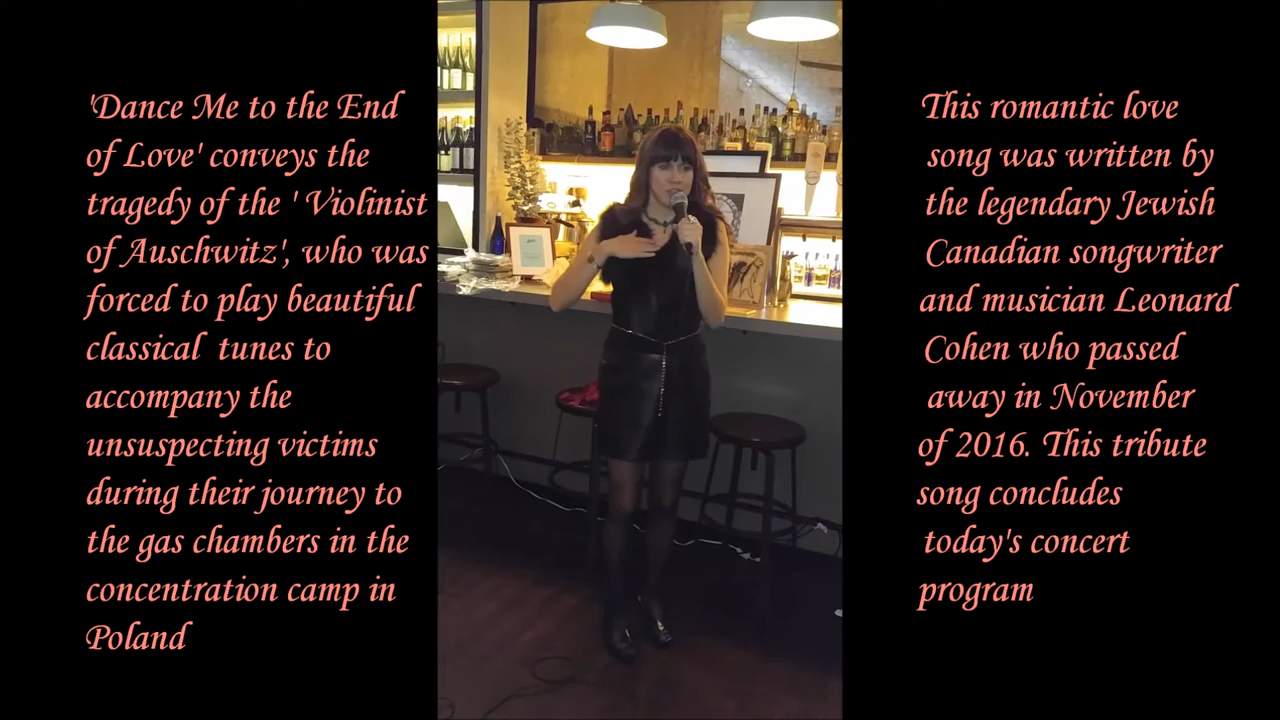 'Dance Me to the End
of Love' conveys the
tragedy of the ' Violinist
of Auschwitz', who was
forced to play beautiful
classical  tunes to
accompany the
unsuspecting victims
during their journey to
the gas chambers in the
concentration camp in
Poland
This romantic love
song was written by
the legendary Jewish
Canadian songwriter
and musician Leonard
Cohen who passed
away in November
of 2016. This tribute
song concludes
today's concert
program